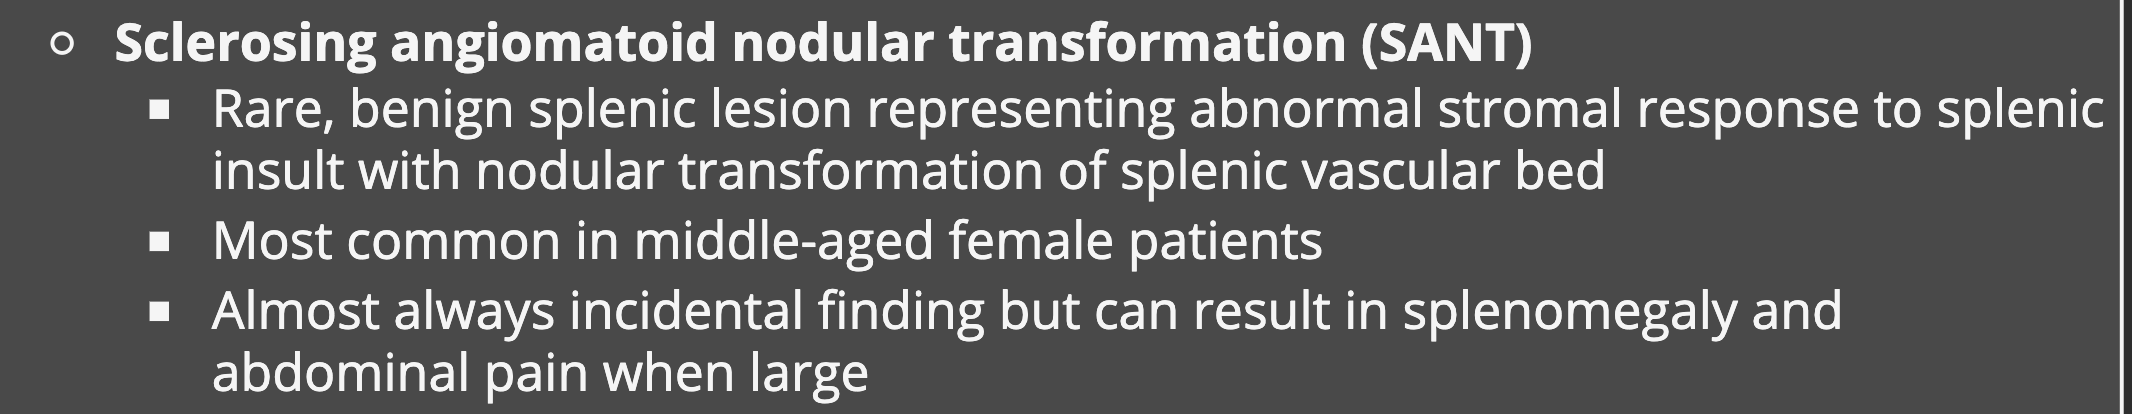 Sclerosing angiomatoid nodular transformation (SANT)
Rare, benign splenic lesion representing abnormal stromal response to splenic
insult with nodular transformation of splenic vascular bed
Most common in middle-aged female patients
Almost always incidental finding but can result in splenomegaly and
abdominal pain when large